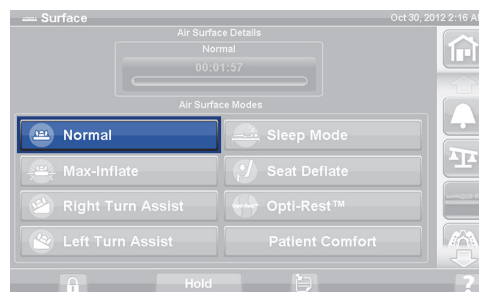 Surface
Oct 30, 2012 2:16 A
Air Surface Details
Normal
00:01:57
Air Surface Modes
Normal
Sleep Mode
Max-Inflate
Seat Deflate
Right Turn Assist
Opti-Rest™
Left Turn Assist
Patient Comfort
Hold
?